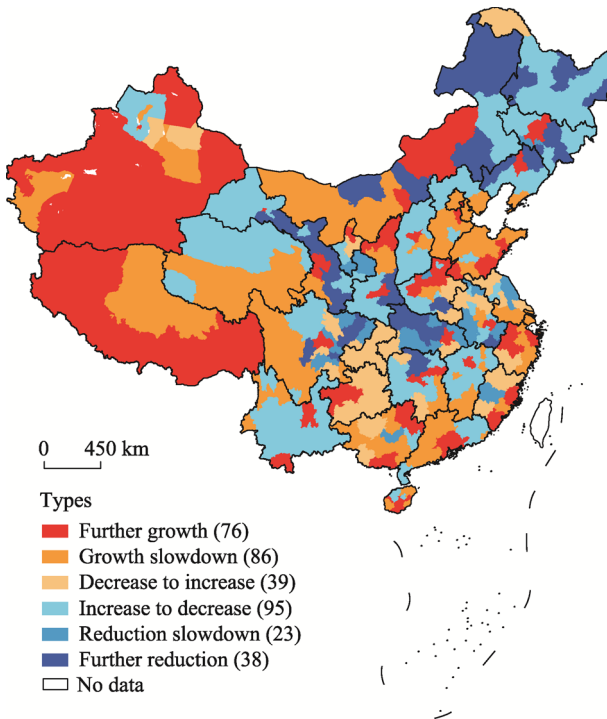 0 450 km
Types
Further growth (76)
Growth slowdown (86)
Decrease to increase (39)
Increase to decrease (95)
Reduction slowdown (23)
Further reduction (38)
No data